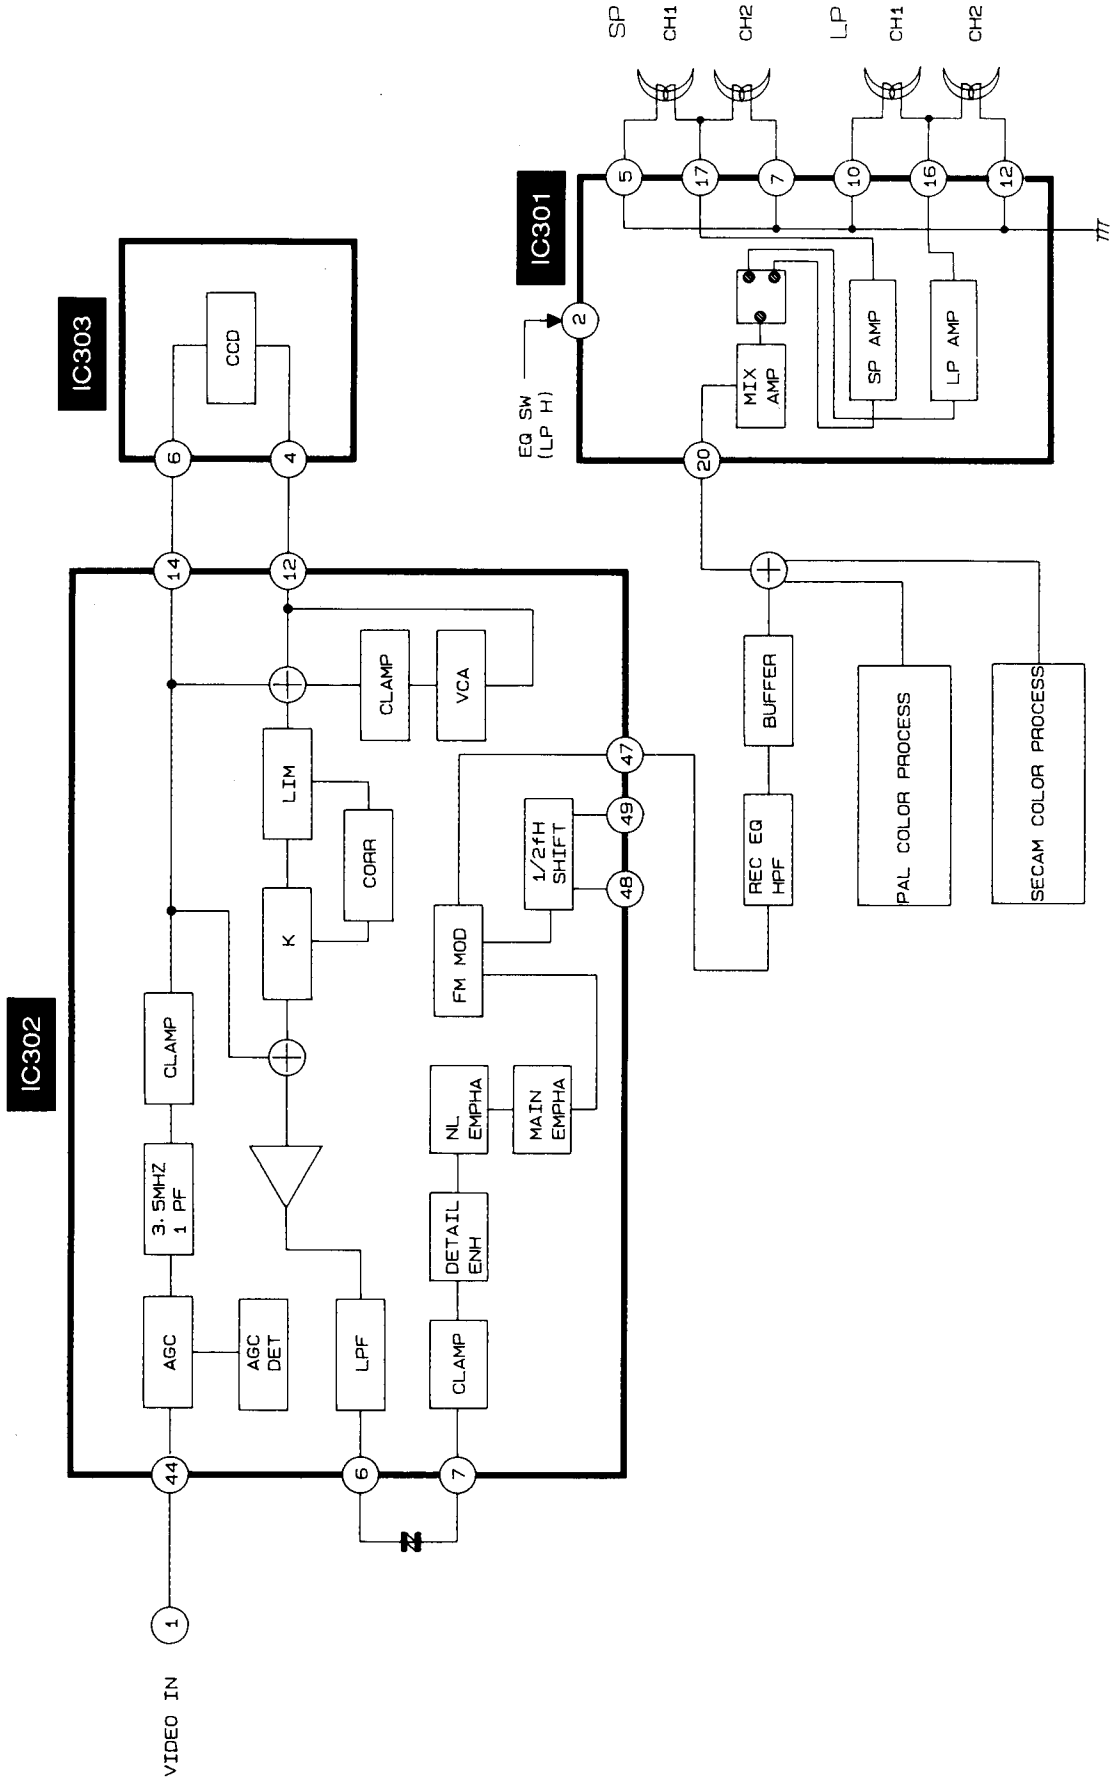 IC302
IC303
IC301
VIDEO IN
1
44
AGC
AGC
DET
3.5MHZ
1 PF
CLAMP
14
6
CCD
4
12
K
LIM
CORR
CLAMP
VCA
LPF
6
7
CLAMP
DETAIL
ENH
NL
EMPHA
MAIN
EMPHA
FM MOD
1/2fH
SHIFT
48
49
47
REC EQ
HPF
BUFFER
PAL COLOR PROCESS
SECAM COLOR PROCESS
EQ SW
(LP H)
2
20
MIX
AMP
SP AMP
LP AMP
5
17
7
10
16
12
SP
CH1
CH2
LP
CH1
CH2